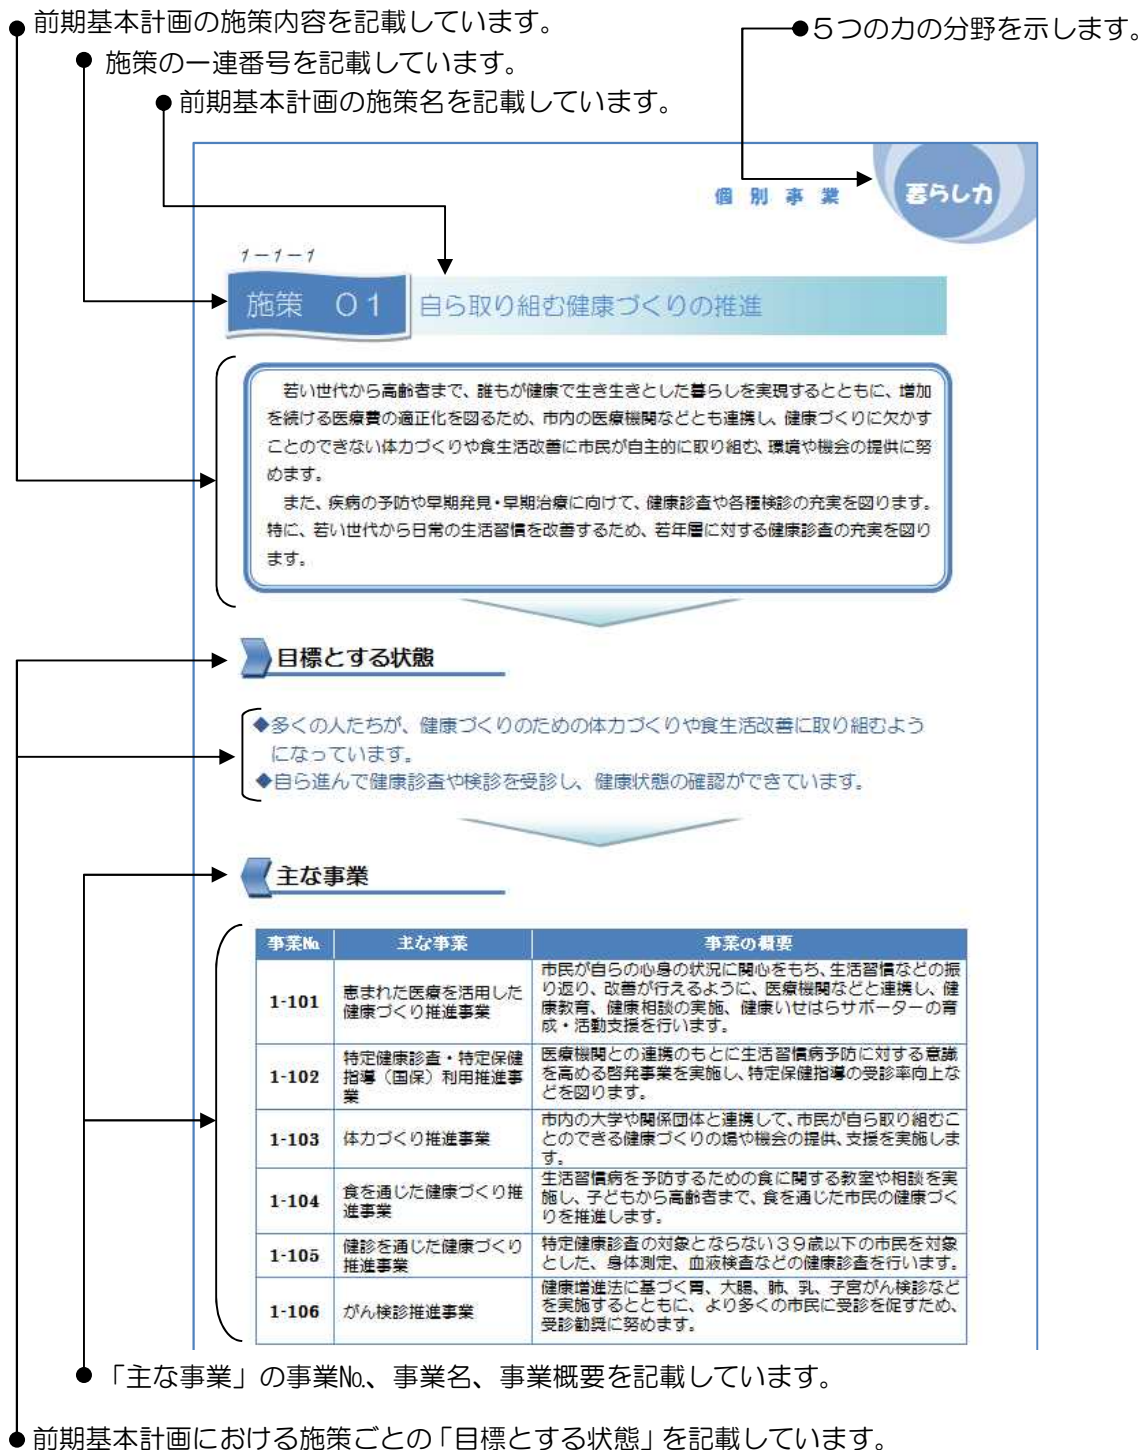 前期基本計画の施策内容を記載しています。
５つの力の分野を示します。
施策の一連番号を記載しています。
前期基本計画の施策名を記載しています。
個別事業
暮らし力
1－1－1
施策　０１
自ら取り組む健康づくりの推進
若い世代から高齢者まで、誰もが健康で生き生きとした暮らしを実現するとともに、増加
を続ける医療費の適正化を図るため、市内の医療機関などとも連携し、健康づくりに欠かす
ことのできない体力づくりや食生活改善に市民が自主的に取り組む、環境や機会の提供に努
めます。
また、疾病の予防や早期発見・早期治療に向けて、健康診査や各種検診の充実を図ります。
特に、若い世代から日常の生活習慣を改善するため、若年層に対する健康診査の充実を図り
ます。
目標とする状態
◆多くの人たちが、健康づくりのための体力づくりや食生活改善に取り組むよう
になっています。
◆自ら進んで健康診査や検診を受診し、健康状態の確認ができています。
主な事業
事業№　主な事業　事業の概要
1-101
恵まれた医療を活用した
健康づくり推進事業
市民が自らの心身の状況に関心をもち、生活習慣などの振
り返り、改善が行えるように、医療機関などと連携し、健
康教育、健康相談の実施、健康いせはらサポーターの育
成・活動支援を行います。
1-102
特定健康診査・特定保健
指導（国保）利用推進事
業
医療機関との連携のもとに生活習慣病予防に対する意識
を高める啓発事業を実施し、特定保健指導の受診率向上な
どを図ります。
1-103
体力づくり推進事業
市内の大学や関係団体と連携して、市民が自ら取り組むこ
とのできる健康づくりの場や機会の提供、支援を実施しま
す。
1-104
食を通じた健康づくり推
進事業
生活習慣病を予防するための食に関する教室や相談を実
施し、子どもから高齢者まで、食を通じた市民の健康づく
りを推進します。
1-105
健診を通じた健康づくり
推進事業
特定健康診査の対象とならない３９歳以下の市民を対象
とした、身体測定、血液検査などの健康診査を行います。
1-106
がん検診推進事業
健康増進法に基づく胃、大腸、肺、乳、子宮がん検診など
を実施するとともに、より多くの市民に受診を促すため、
受診勧奨に努めます。
「主な事業」の事業№、事業名、事業概要を記載しています。
前期基本計画における施策ごとの「目標とする状態」を記載しています。